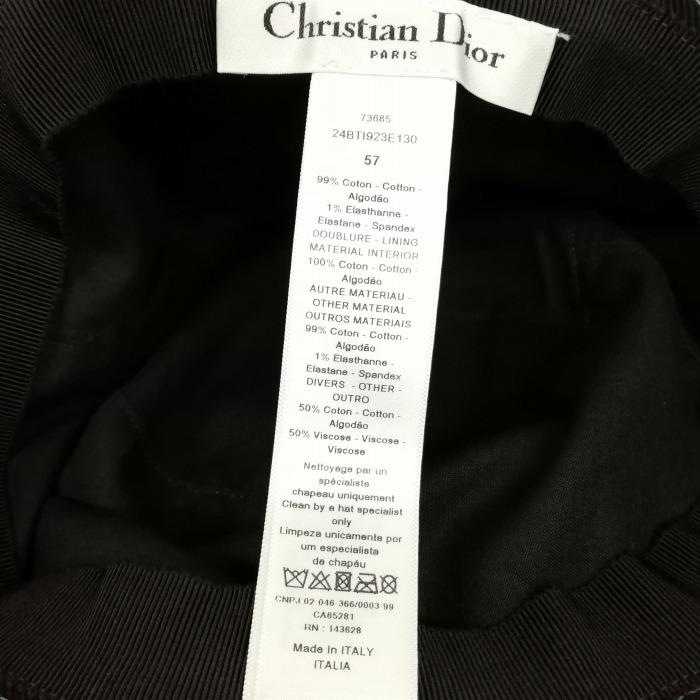 Christian Dior
PARIS
73685
24BTI923E130
57
99% Coton - Cotton -
Algodão
1% Elasthanne -
Elastane - Spandex
DOUBLURE - LINING
MATERIAL INTERIOR
100% Coton - Cotton -
Algodão
AUTRE MATERIAU -
OTHER MATERIAL
OUTROS MATERIAIS
99% Coton - Cotton -
Algodão
1% Elasthanne -
Elastane - Spandex
DIVERS - OTHER -
OUTRO
50% Coton - Cotton -
Algodão
50% Viscose - Viscose -
Viscose
Nettoyage par un
spécialiste
chapeau uniquement
Clean by a hat specialist
only
Limpeza unicamente por
um especialista
de chapéu
CNPJ 02 046 366/0003-99
CA65281
RN : 143628
Made In ITALY
ITALIA